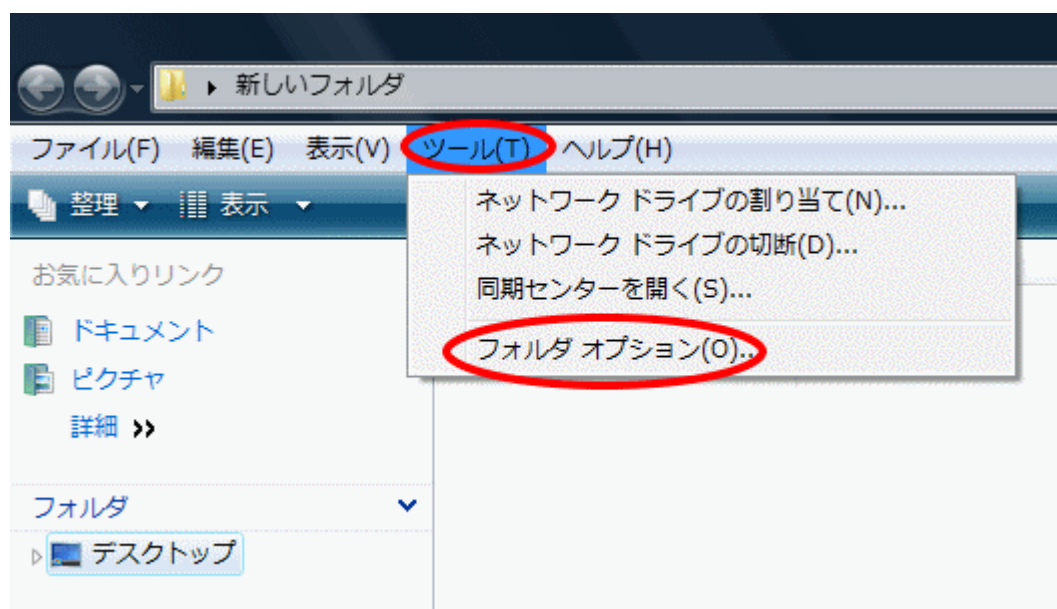 新しいフォルダ
ファイル(F) 編集(E) 表示(V) ツール(T) ヘルプ(H)
整理 表示
ネットワーク ドライブの割り当て(N)...
ネットワーク ドライブの切断(D)...
同期センターを開く(S)...
フォルダ オプション(O)...
お気に入りリンク
ドキュメント
ピクチャ
詳細 >>
フォルダ
デスクトップ